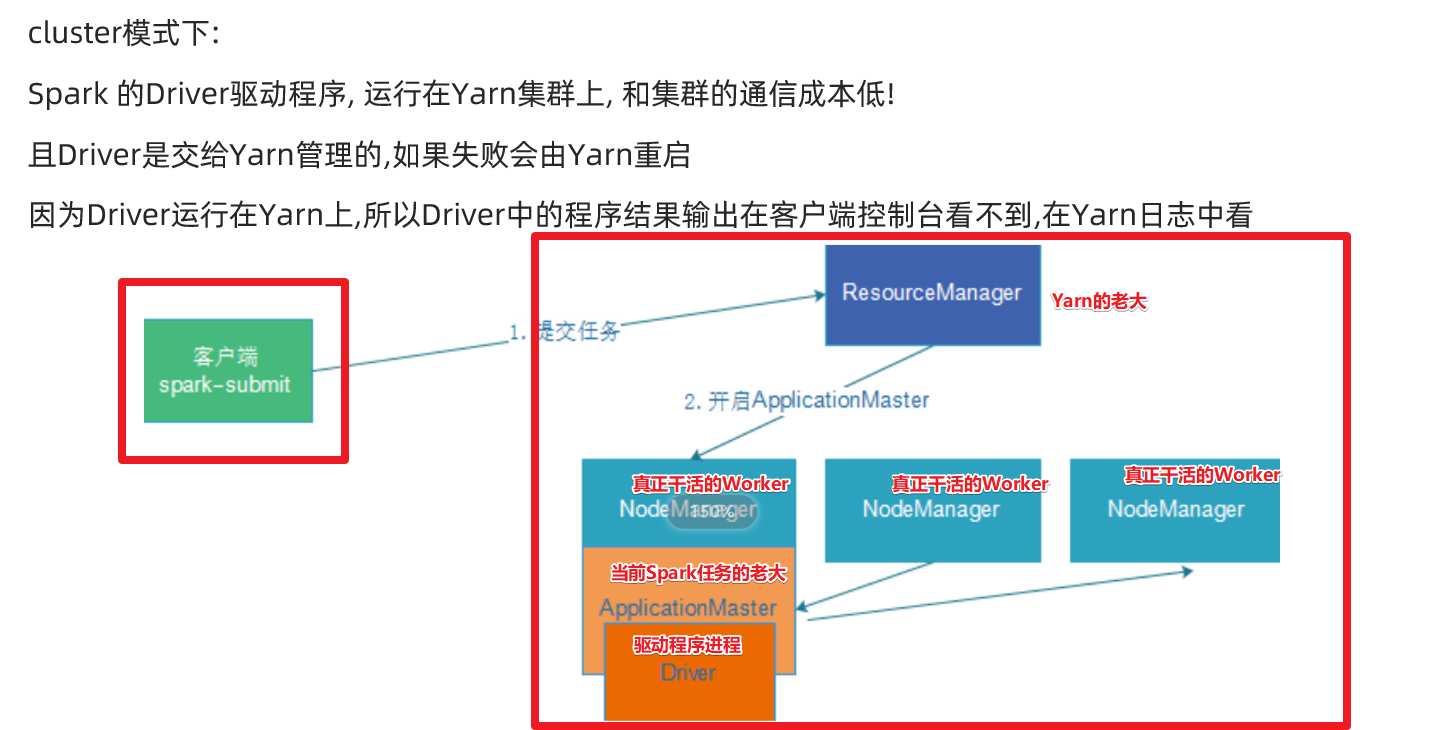 cluster模式下:
Spark 的Driver驱动程序, 运行在Yarn集群上, 和集群的通信成本低!
且Driver是交给Yarn管理的,如果失败会由Yarn重启
因为Driver运行在Yarn上,所以Driver中的程序结果输出在客户端控制台看不到,在Yarn日志中看
ResourceManager
Yarn的老大
1. 提交任务
客户端
spark-submit
2. 开启ApplicationMaster
真正干活的Worker
真正干活的Worker
真正干活的Worker
NodeManager
NodeManager
NodeManager
150%
当前Spark任务的老大
ApplicationMaster
驱动程序进程
Driver